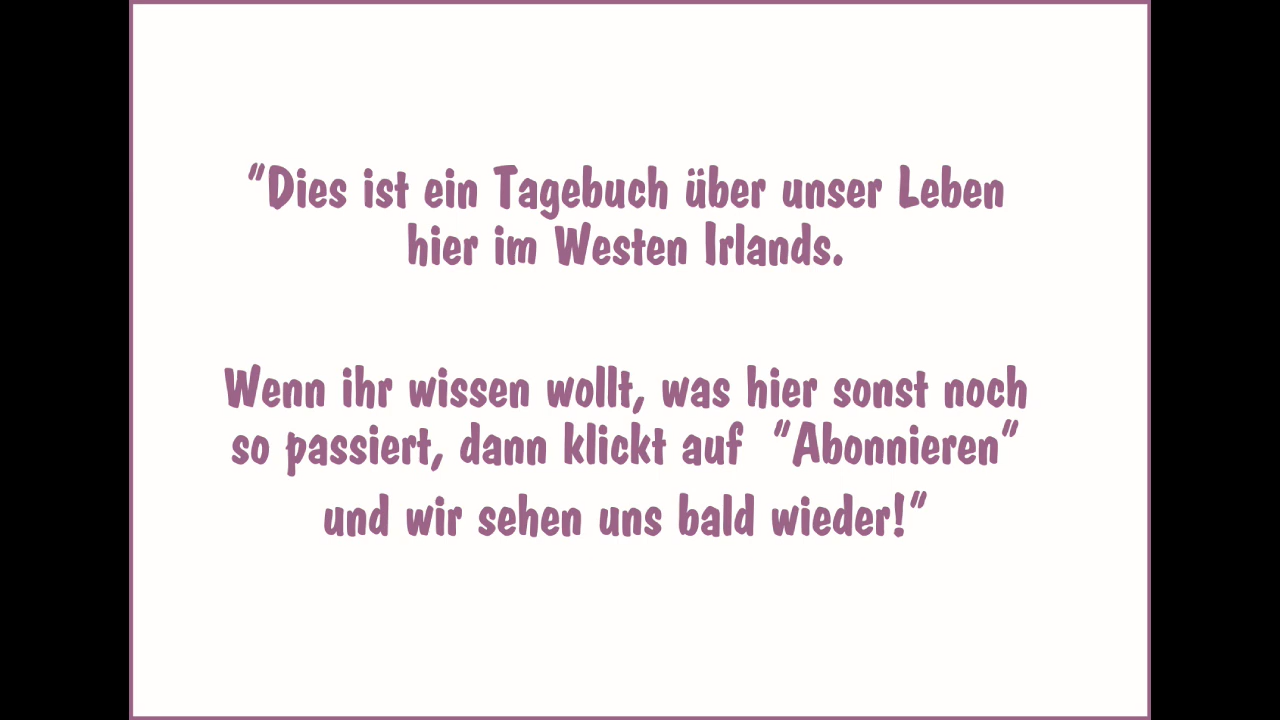 "Dies ist ein Tagebuch über unser Leben
hier im Westen Irlands.
Wenn ihr wissen wollt, was hier sonst noch
so passiert, dann klickt auf "Abonnieren"
und wir sehen uns bald wieder!"